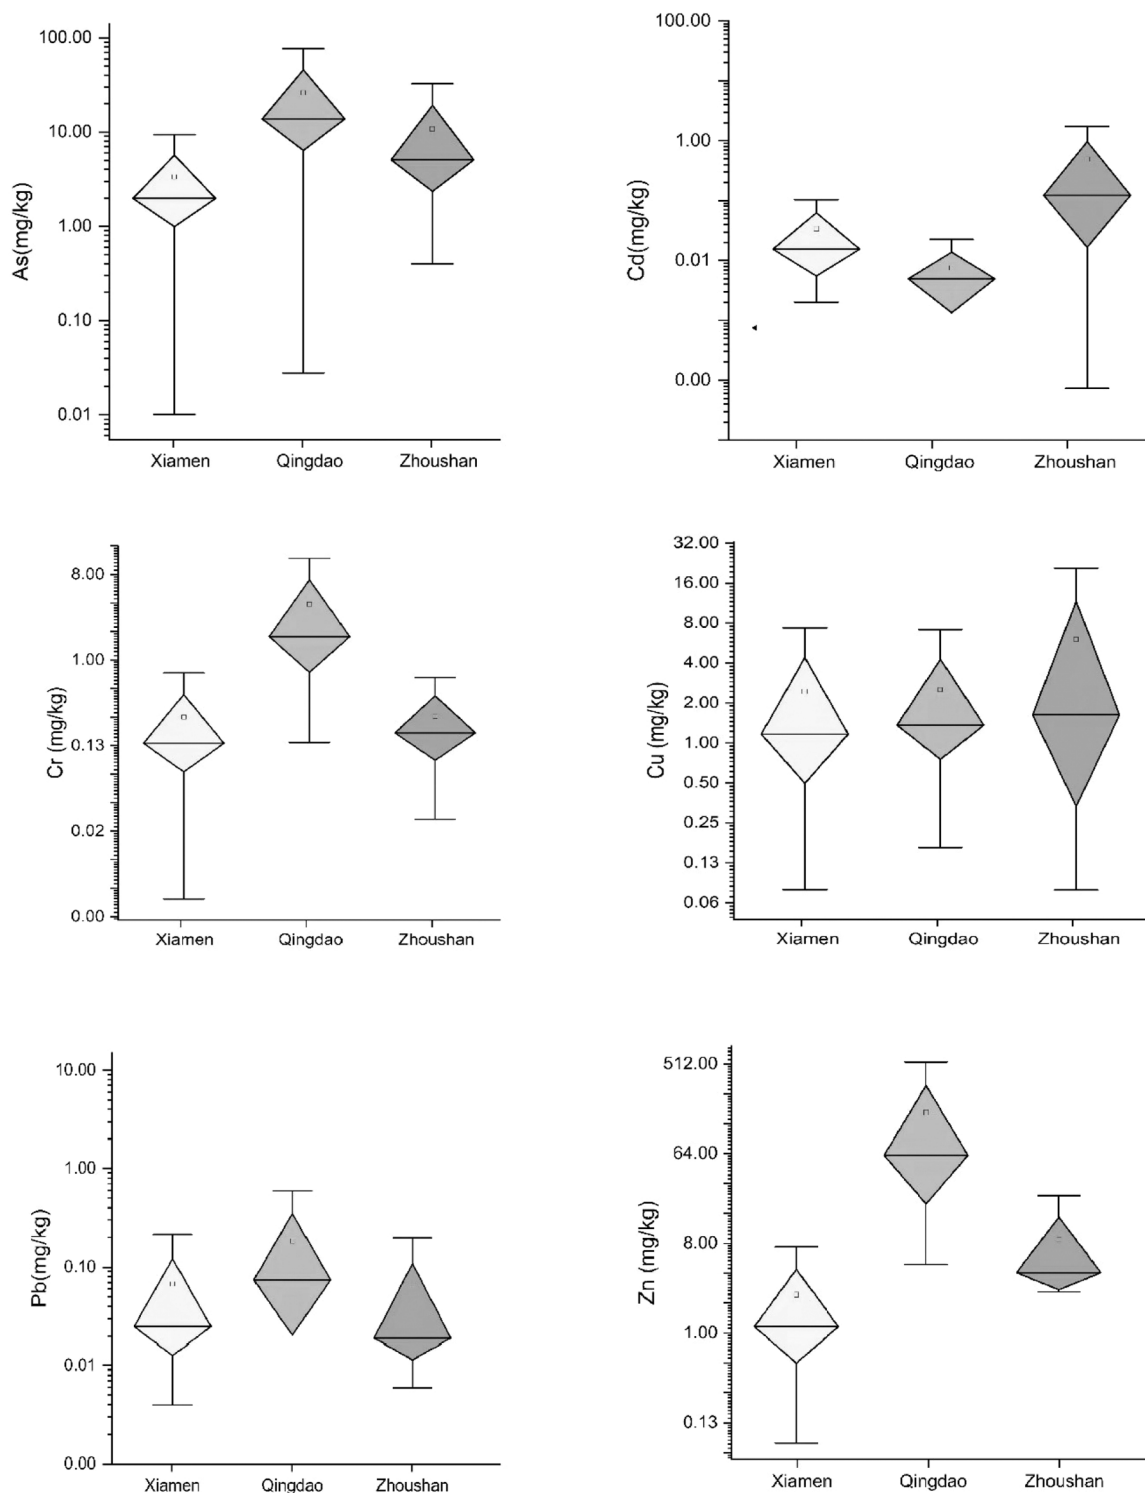 As(mg/kg)
100.00
10.00
1.00
0.10
0.01
Xiamen Qingdao Zhoushan
Cd(mg/kg)
100.00
1.00
0.01
0.00
Xiamen Qingdao Zhoushan
Cr (mg/kg)
8.00
1.00
0.13
0.02
0.00
Xiamen Qingdao Zhoushan
Cu (mg/kg)
32.00
16.00
8.00
4.00
2.00
1.00
0.50
0.25
0.13
0.06
Xiamen Qingdao Zhoushan
Pb(mg/kg)
10.00
1.00
0.10
0.01
0.00
Xiamen Qingdao Zhoushan
Zn (mg/kg)
512.00
64.00
8.00
1.00
0.13
Xiamen Qingdao Zhoushan